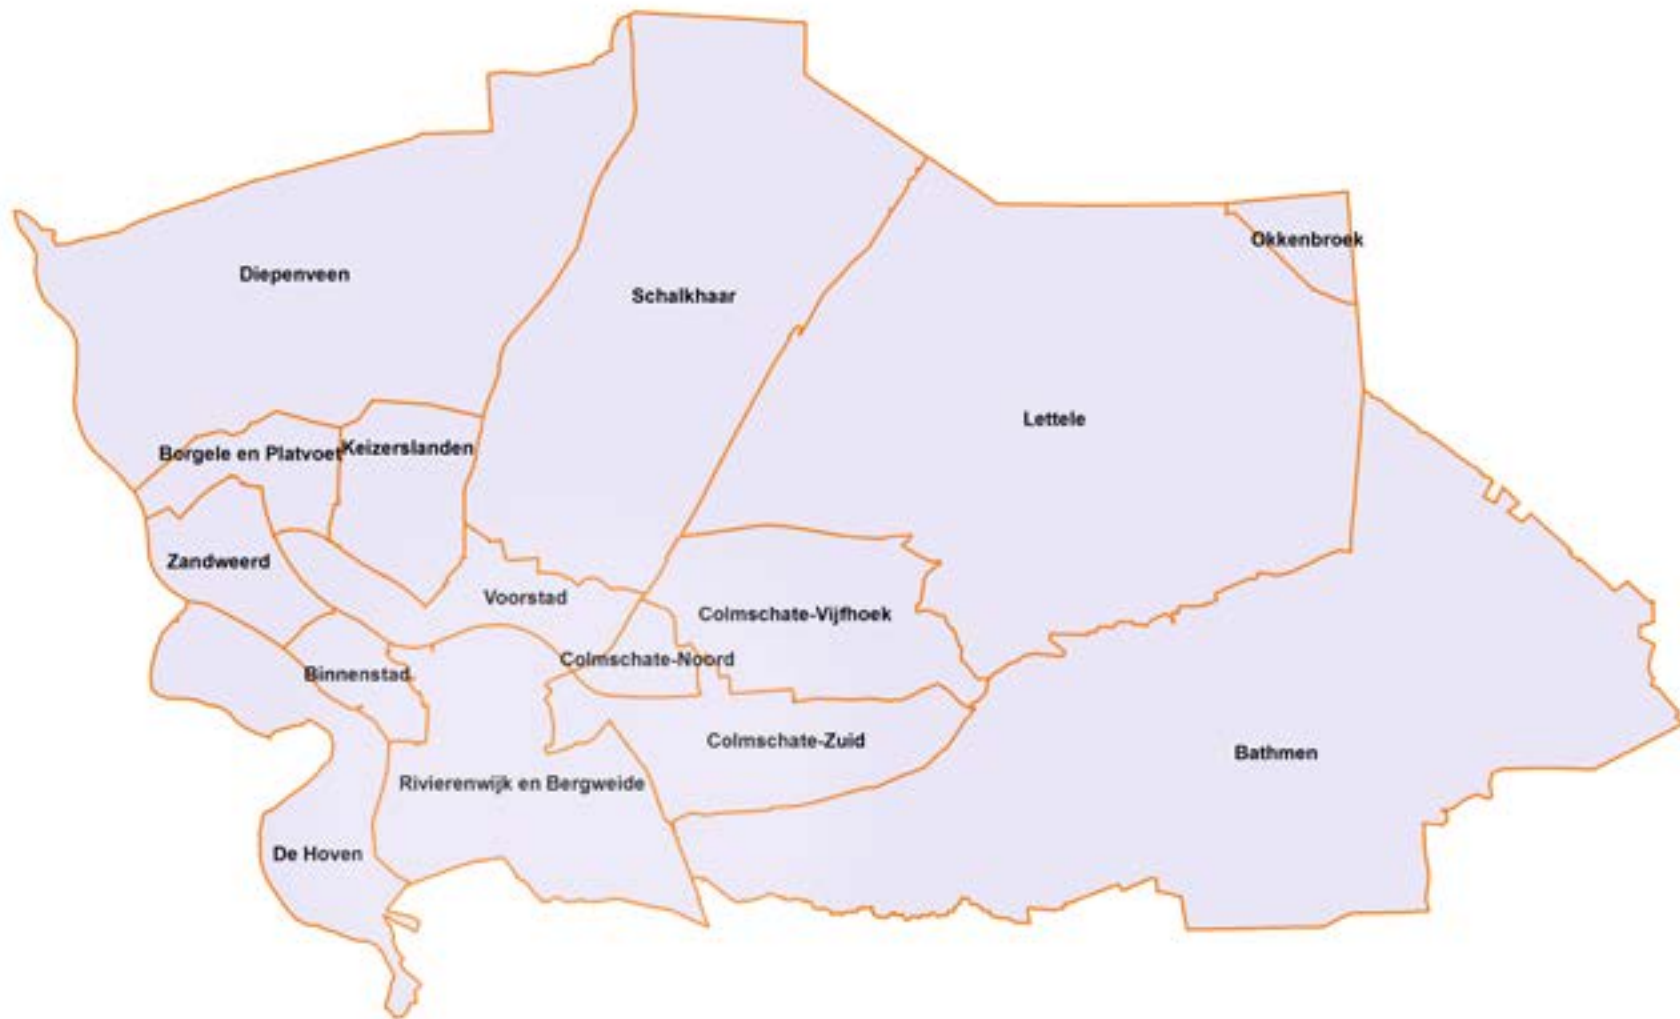 Okkenbroek
Diepenveen
Schalkhaar
Lettele
Keizerslanden
Borgele en Platvoet
Zandweerd
Voorstad
Colmschate-Vijfhoek
Colmschate-Noord
Binnenstad
Colmschate-Zuid
Bathmen
Rivierenwijk en Bergweide
De Hoven